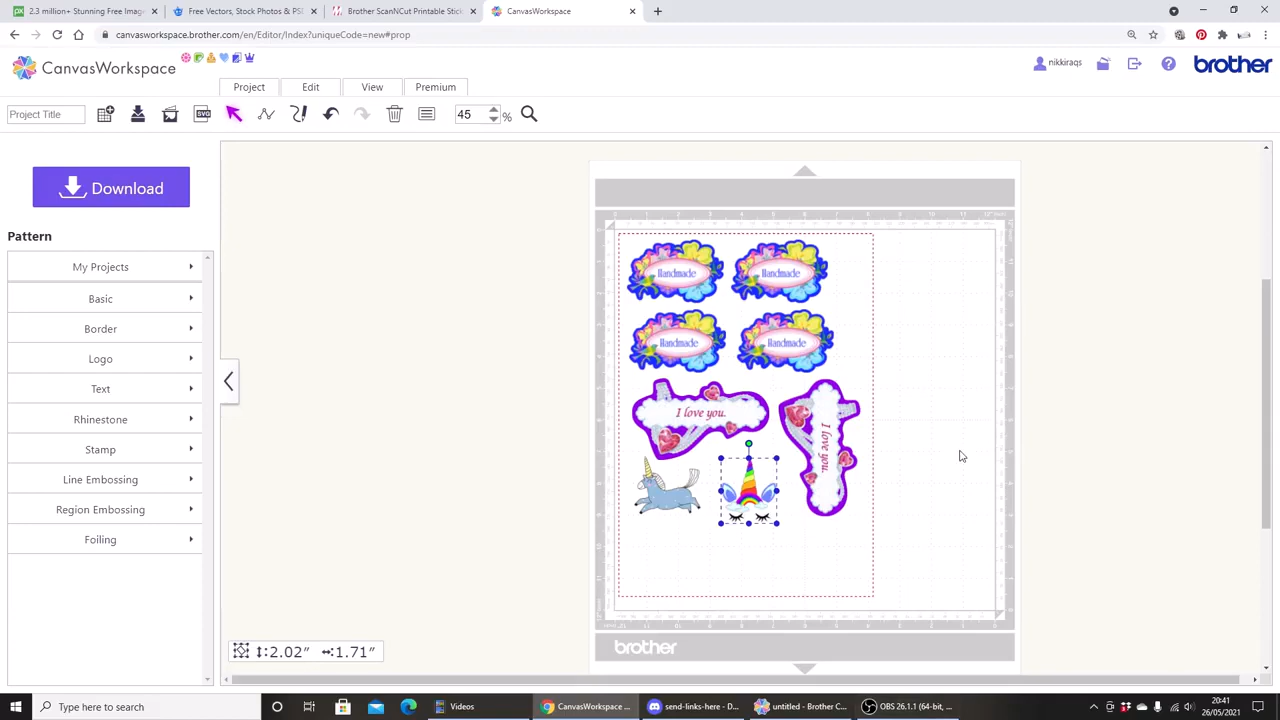 2.3 million+ Stunning Free Imag
Free Vectors, Stock Photos & PS
Brother ScanNCut Printable Stick
CanvasWorkspace
canvasworkspace.brother.com/en/Editor/Index?uniqueCode=new#prop
CanvasWorkspace
nikkiraqs
brother
Project
Edit
View
Premium
Project Title
SVG
45
%
Download
Pattern
My Projects
Basic
Border
Logo
Text
Rhinestone
Stamp
Line Embossing
Region Embossing
Foiling
Handmade
Handmade
Handmade
Handmade
I love you.
I love you.
brother
2.02″
1.71″
Type here to search
Videos
CanvasWorkspace ...
send-links-here - D...
untitled - Brother C...
OBS 26.1.1 (64-bit, ...
20:41
26/05/2021